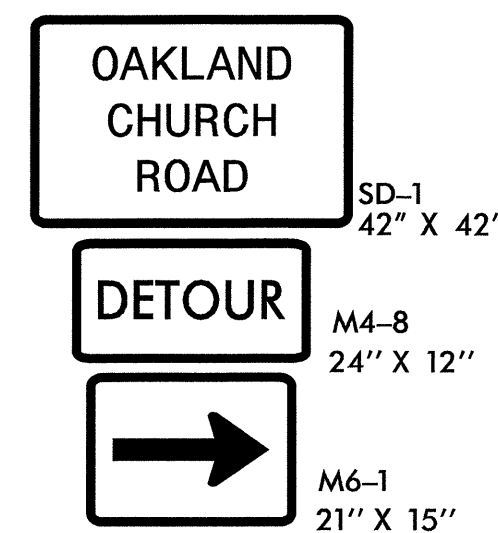 OAKLAND
CHURCH
ROAD
SD–1
42" X 42'
DETOUR
M4–8
24'' X 12''
M6–1
21'' X 15''